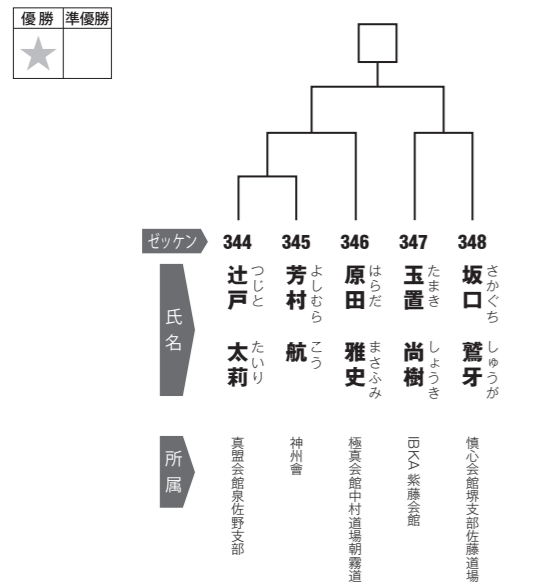 優勝 準優勝
ゼッケン 344 345 346 347 348
氏名
辻戸 太莉
つじと たいり
芳村 航
よしむら こう
原田 雅史
はらだ まさふみ
玉置 尚樹
たまき しょうき
坂口 鷲牙
さかぐち しゅうが
所属
真盟会館泉佐野支部
神州會
極真会館中村道場朝霧道
IBKA 紫藤会館
慎心会館堺支部佐藤道場